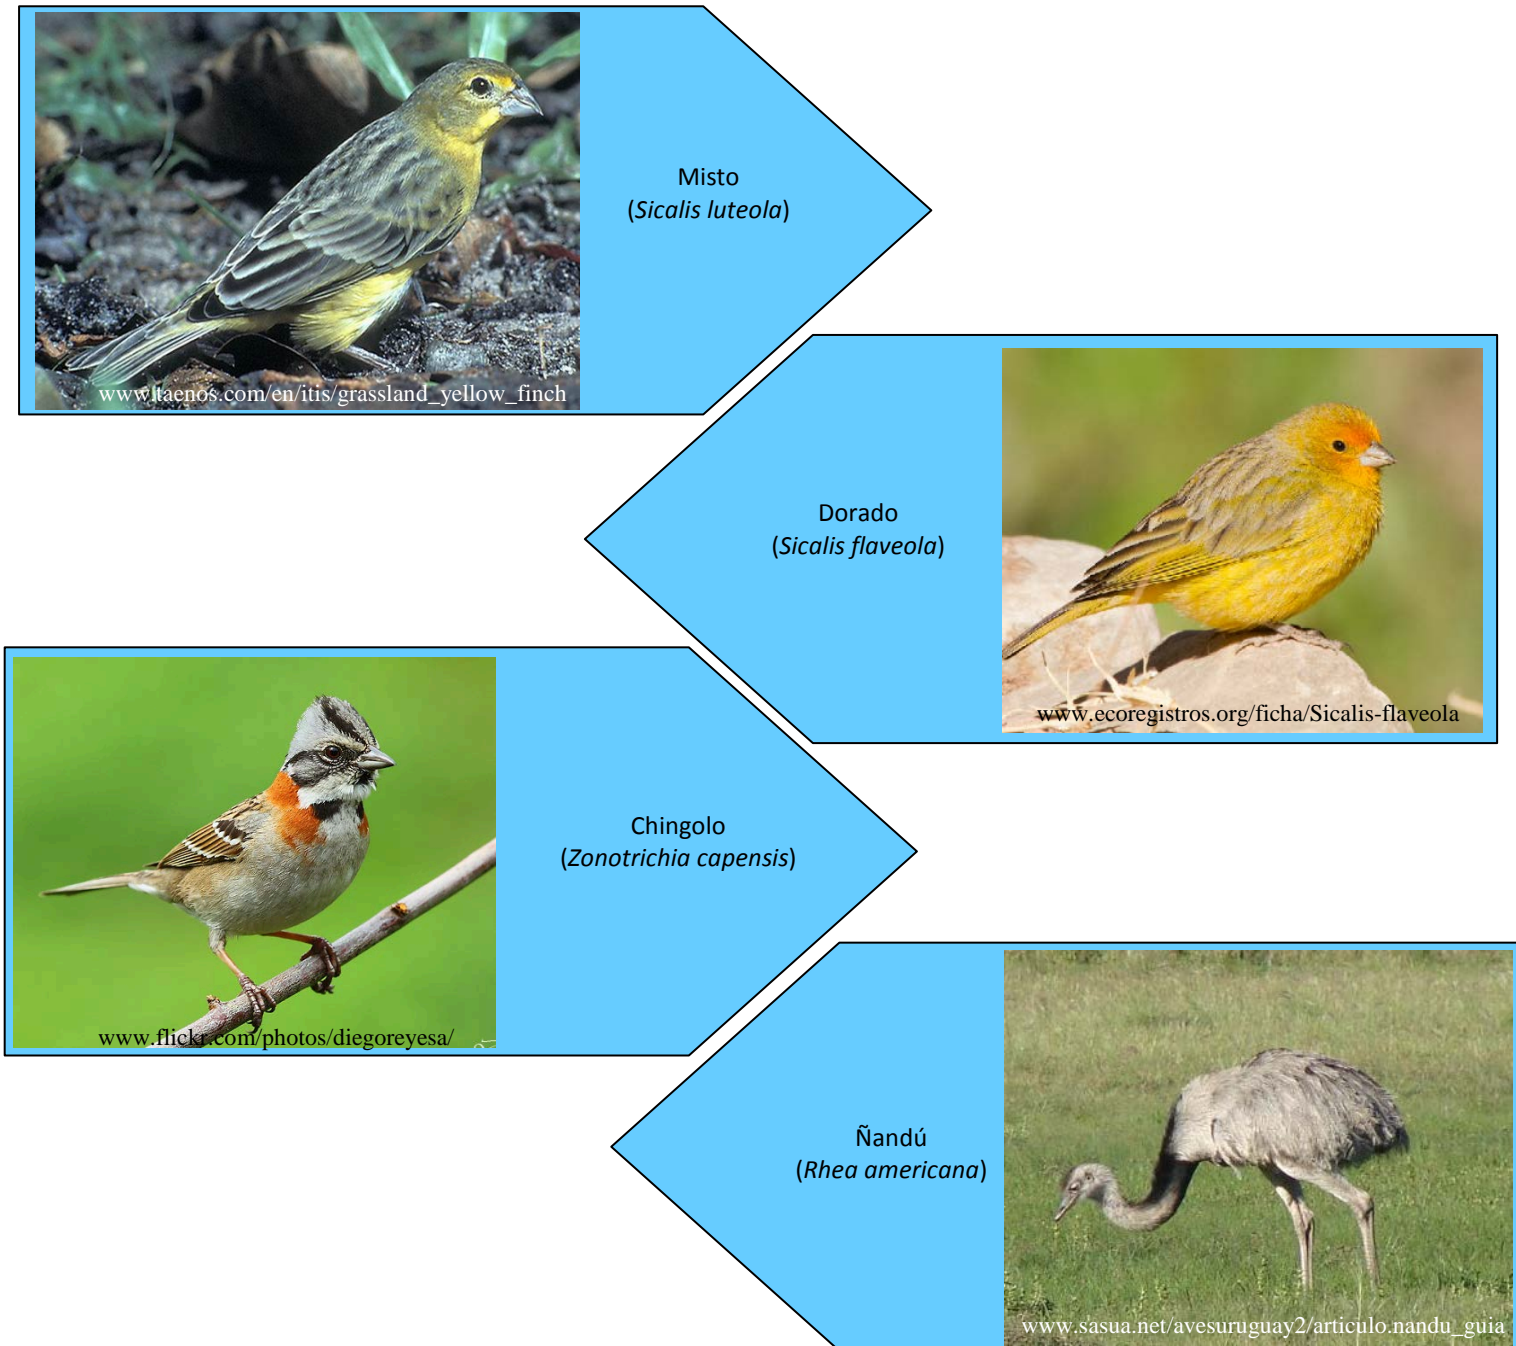 Misto
(Sicalis luteola)
www.taenos.com/en/itis/grassland_yellow_finch
Dorado
(Sicalis flaveola)
www.ecoregistros.org/ficha/Sicalis-flaveola
Chingolo
(Zonotrichia capensis)
www.flickr.com/photos/diegoreyesa/
Ñandú
(Rhea americana)
www.sasua.net/avesuruguay2/articulo.nandu_guia